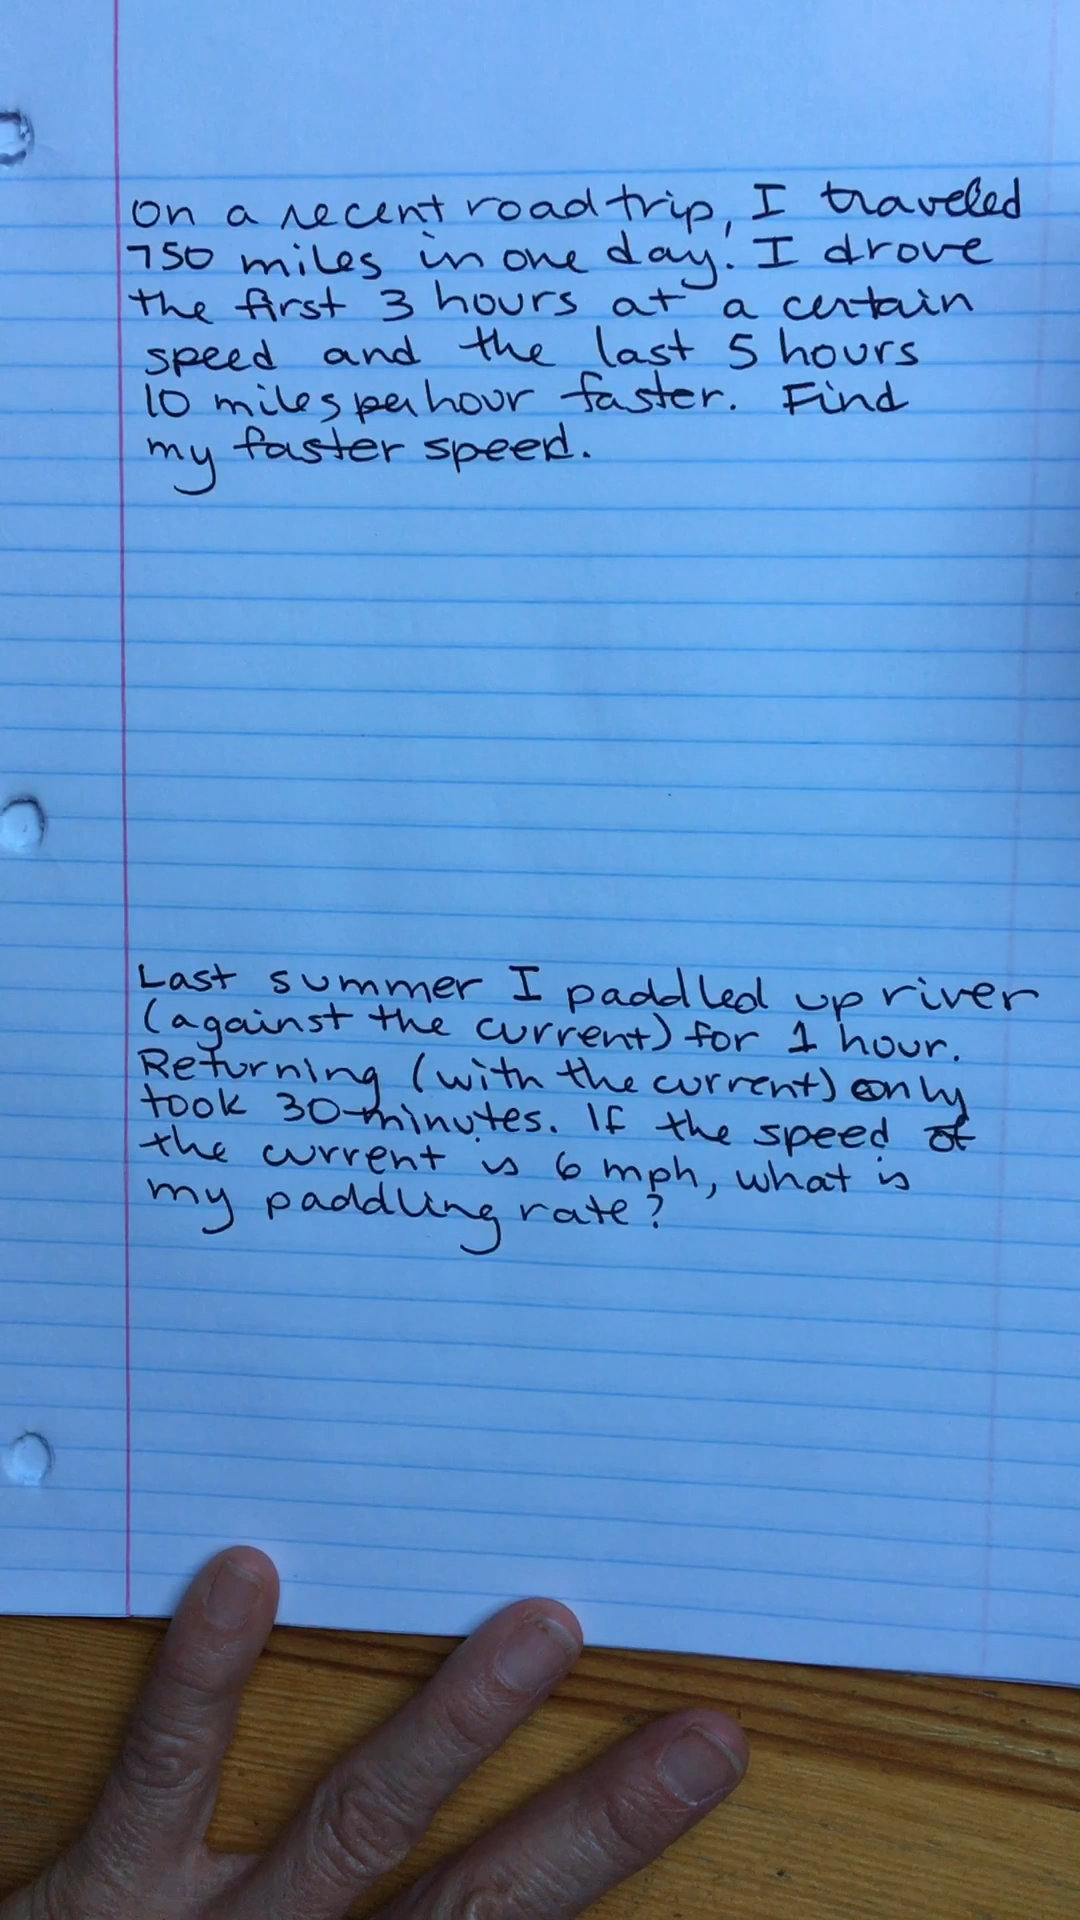 On a recent road trip, I traveled
750 miles in one day. I drove
the first 3 hours at a certain
speed and the last 5 hours
10 miles per hour faster. Find
my faster speed.
Last summer I paddled up river
(against the current) for 1 hour.
Returning (with the current) only
took 30 minutes. If the speed of
the current is 6 mph, what is
my paddling rate?